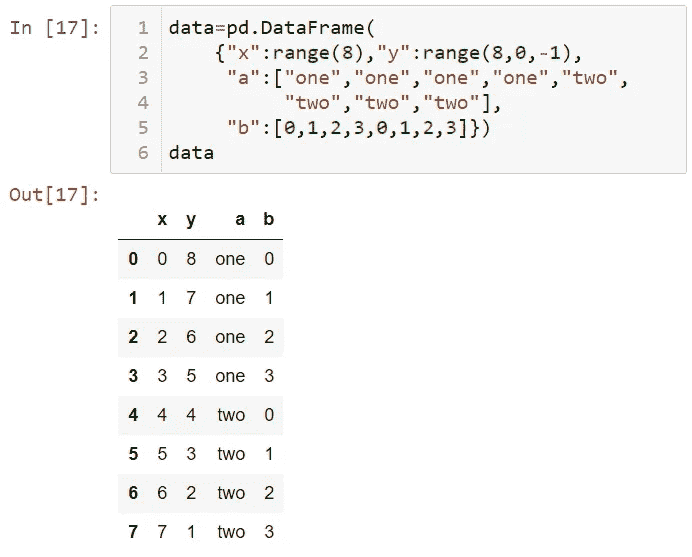 In [17]:
1 data=pd.DataFrame(
2 {"x":range(8),"y":range(8,0,-1),
3 "a":["one","one","one","one","two",
4 "two","two","two"],
5 "b":[0,1,2,3,0,1,2,3]})
6 data
Out[17]:
x y a b
0 0 8 one 0
1 1 7 one 1
2 2 6 one 2
3 3 5 one 3
4 4 4 two 0
5 5 3 two 1
6 6 2 two 2
7 7 1 two 3